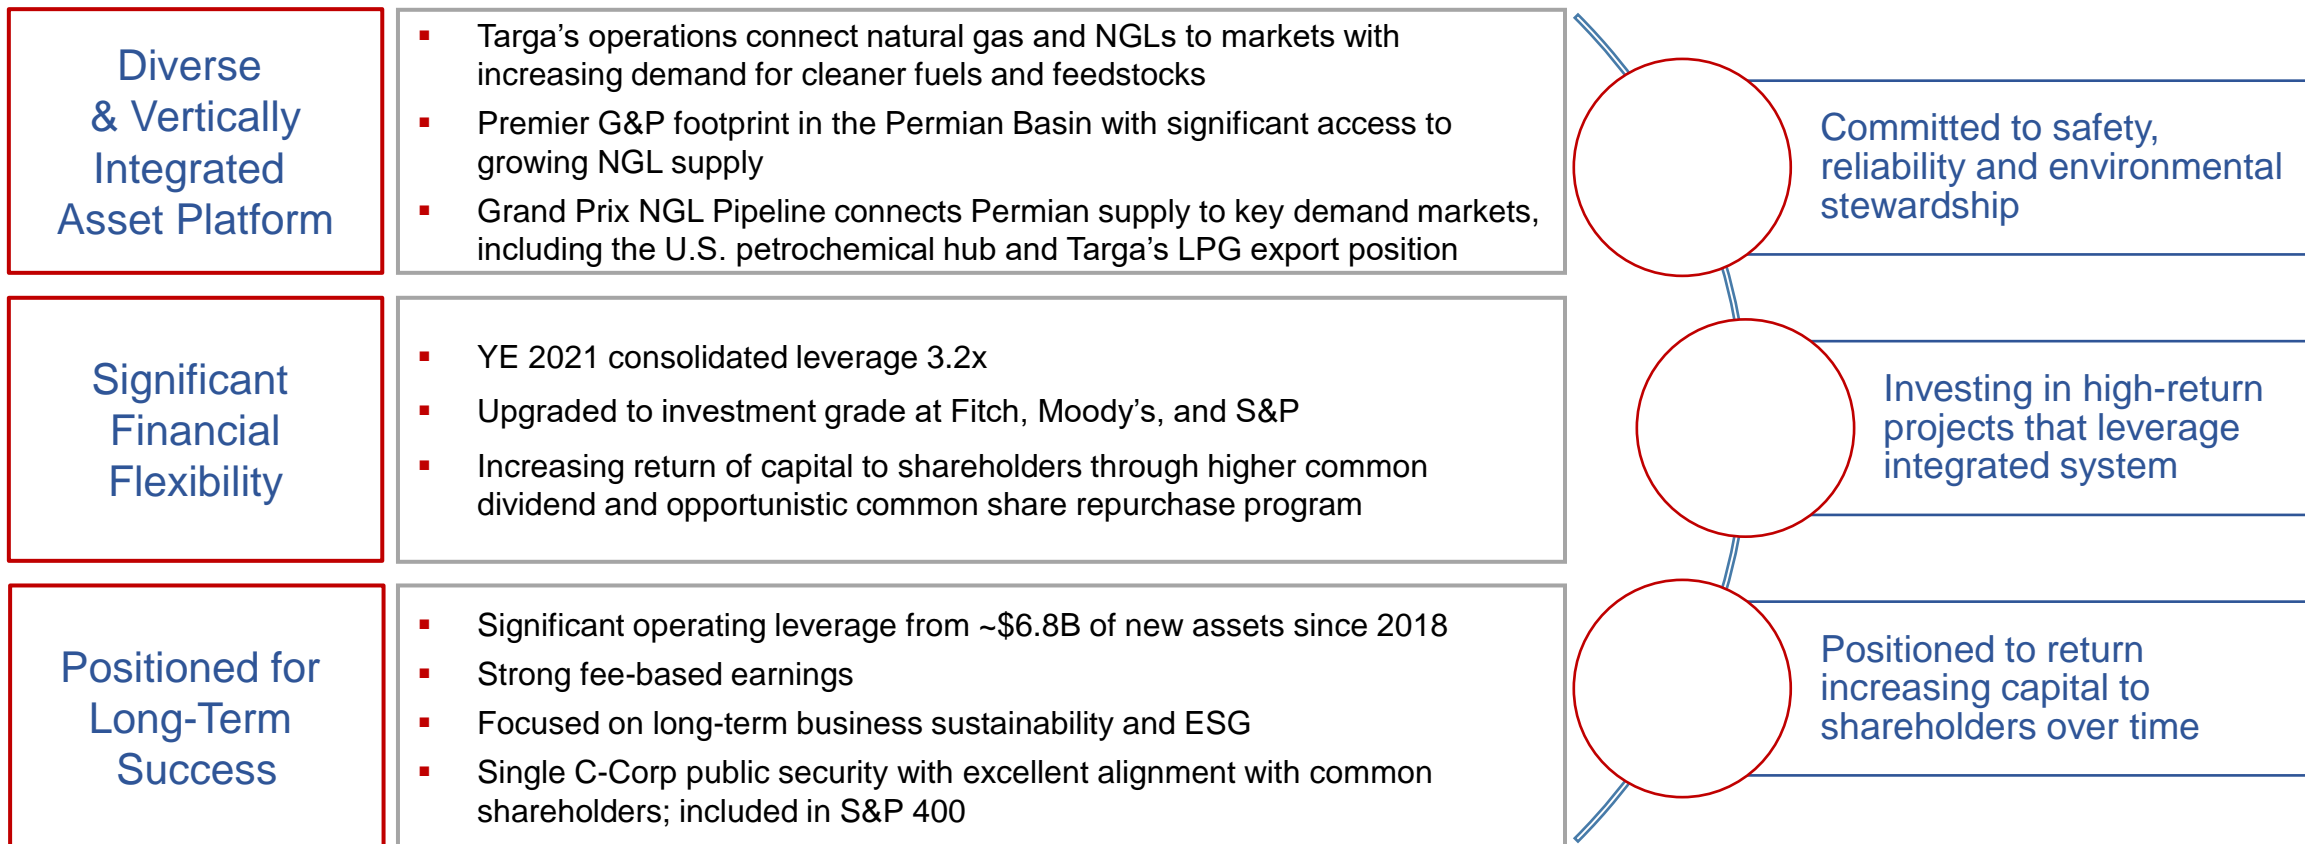 Diverse
& Vertically
Integrated
Asset Platform
▪ Targa’s operations connect natural gas and NGLs to markets with
increasing demand for cleaner fuels and feedstocks
▪ Premier G&P footprint in the Permian Basin with significant access to
growing NGL supply
▪ Grand Prix NGL Pipeline connects Permian supply to key demand markets,
including the U.S. petrochemical hub and Targa’s LPG export position
Significant
Financial
Flexibility
▪ YE 2021 consolidated leverage 3.2x
▪ Upgraded to investment grade at Fitch, Moody’s, and S&P
▪ Increasing return of capital to shareholders through higher common
dividend and opportunistic common share repurchase program
Positioned for
Long-Term
Success
▪ Significant operating leverage from ~$6.8B of new assets since 2018
▪ Strong fee-based earnings
▪ Focused on long-term business sustainability and ESG
▪ Single C-Corp public security with excellent alignment with common
shareholders; included in S&P 400
Committed to safety,
reliability and environmental
stewardship
Investing in high-return
projects that leverage
integrated system
Positioned to return
increasing capital to
shareholders over time